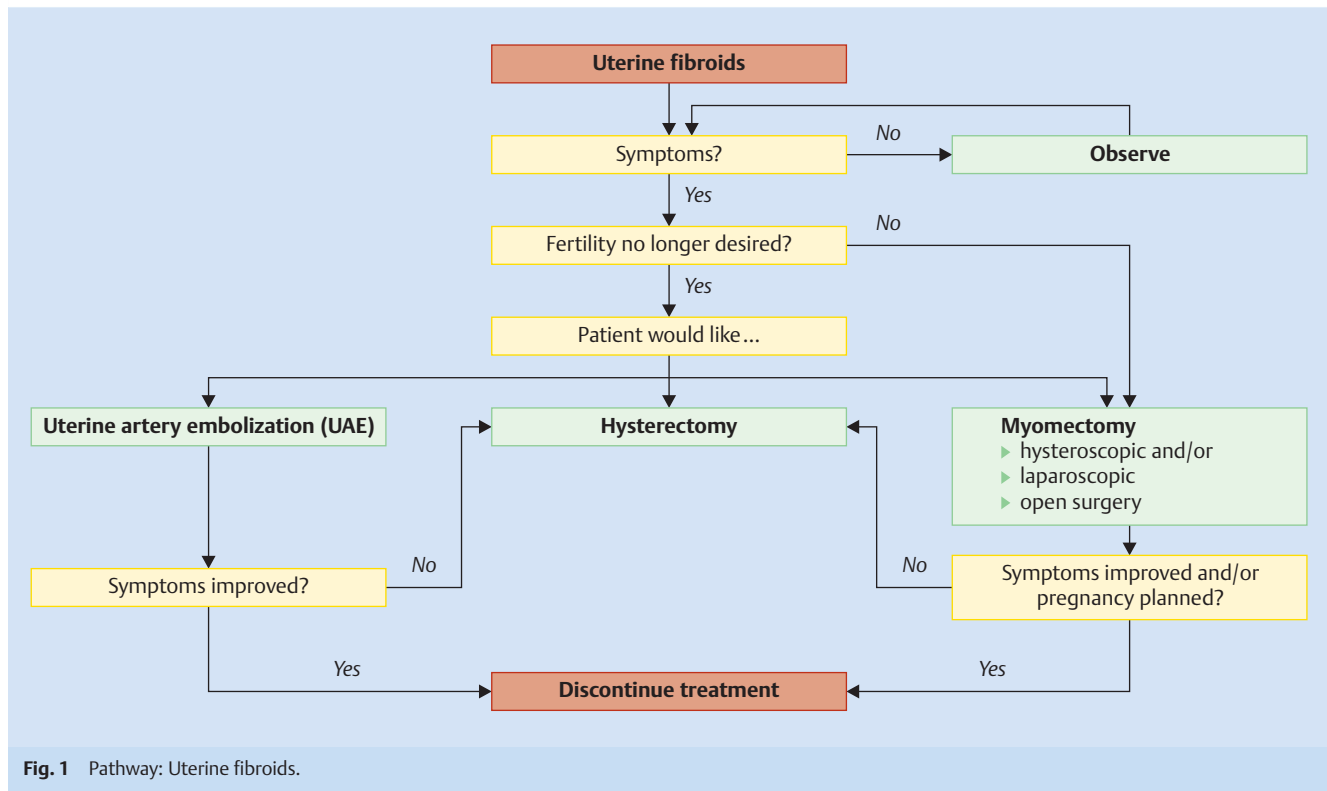 Uterine fibroids
Symptoms?
No
Observe
Yes
Fertility no longer desired?
No
Yes
Patient would like...
Uterine artery embolization (UAE)
Hysterectomy
Myomectomy
▶ hysteroscopic and/or
▶ laparoscopic
▶ open surgery
Symptoms improved?
No
No
Symptoms improved and/or
pregnancy planned?
Yes
Discontinue treatment
Yes
Fig. 1 Pathway: Uterine fibroids.